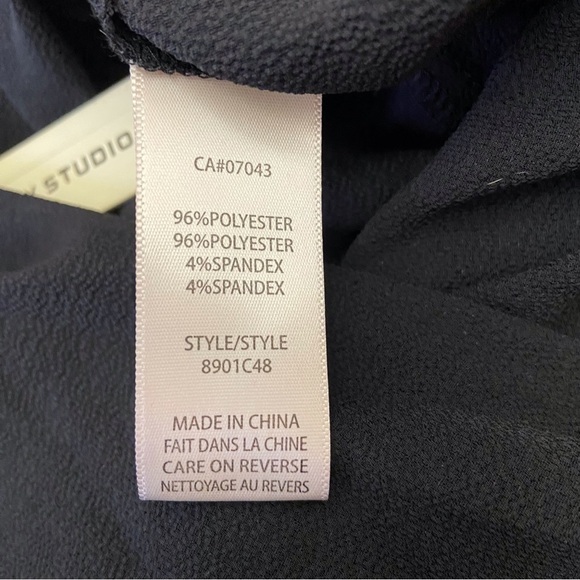 STUDIO
CA#07043
96%POLYESTER
96%POLYESTER
4%SPANDEX
4%SPANDEX
STYLE/STYLE
8901C48
MADE IN CHINA
FAIT DANS LA CHINE
CARE ON REVERSE
NETTOYAGE AU REVERS